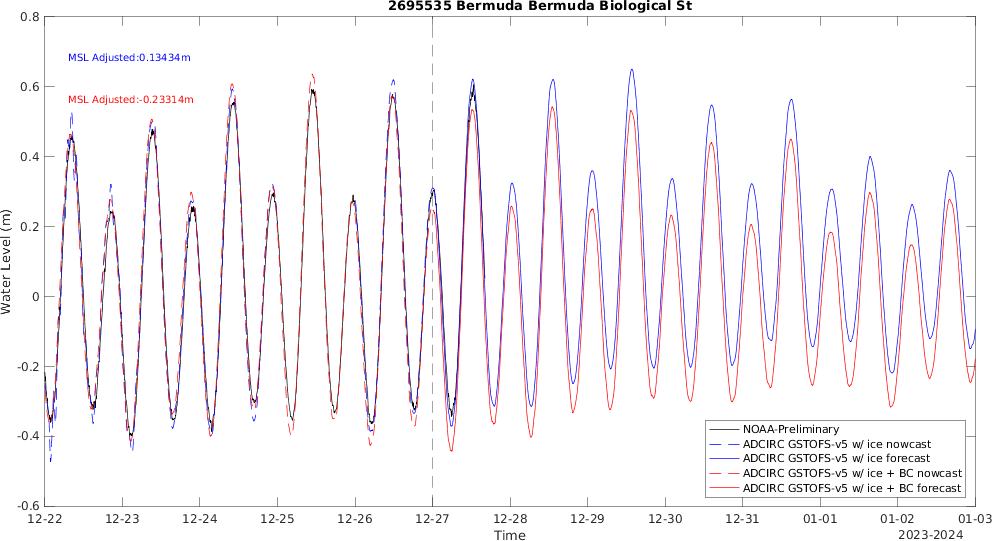 2695535 Bermuda Bermuda Biological St
MSL Adjusted:0.13434m
MSL Adjusted:-0.23314m
Water Level (m)
0.8
0.6
0.4
0.2
0
-0.2
-0.4
-0.6
NOAA-Preliminary
ADCIRC GSTOFS-v5 w/ ice nowcast
ADCIRC GSTOFS-v5 w/ ice forecast
ADCIRC GSTOFS-v5 w/ ice + BC nowcast
ADCIRC GSTOFS-v5 w/ ice + BC forecast
12-22 12-23 12-24 12-25 12-26 12-27 12-28 12-29 12-30 12-31 01-01 01-02 01-03
Time
2023-2024